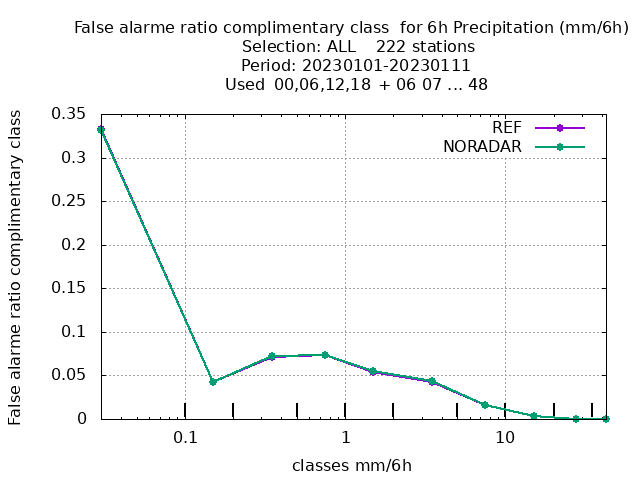 False alarme ratio complimentary class  for 6h Precipitation (mm/6h)
Selection: ALL    222 stations
Period: 20230101-20230111
Used  00,06,12,18 + 06 07 ... 48
REF
NORADAR
False alarme ratio complimentary class
0.35
0.3
0.25
0.2
0.15
0.1
0.05
0
0.1
1
10
classes mm/6h